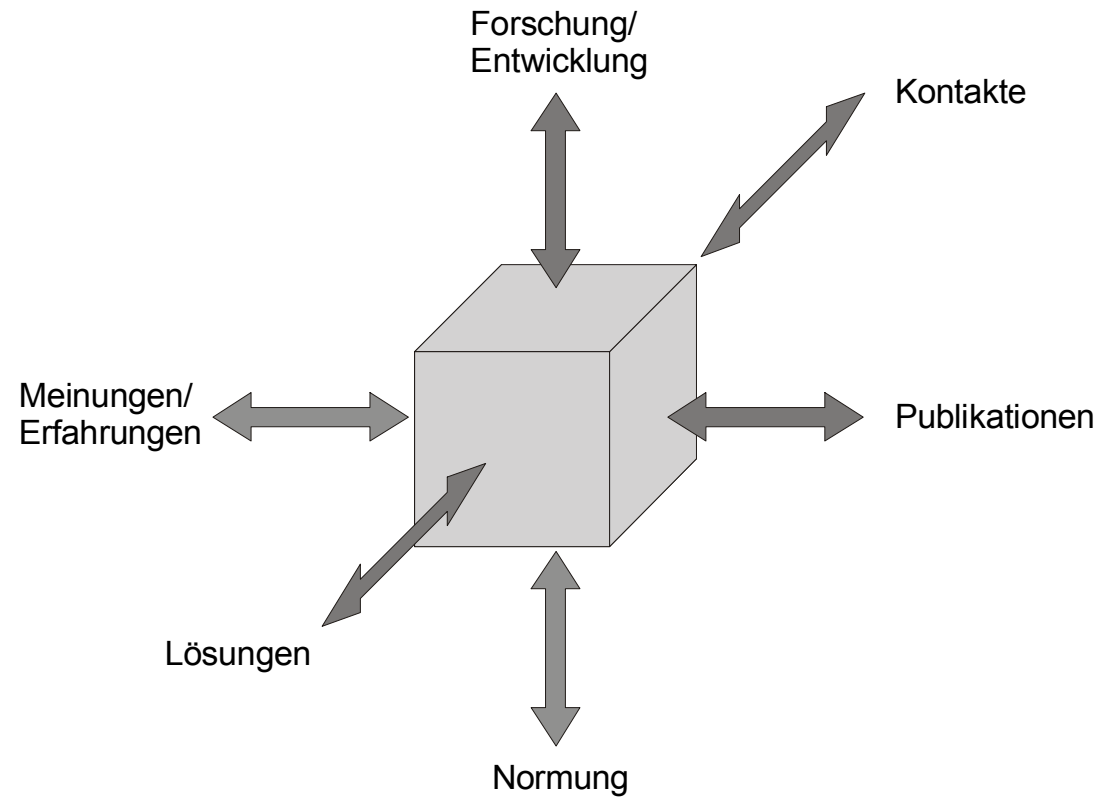 Forschung/
Entwicklung
Kontakte
Meinungen/
Erfahrungen
Publikationen
Lösungen
Normung